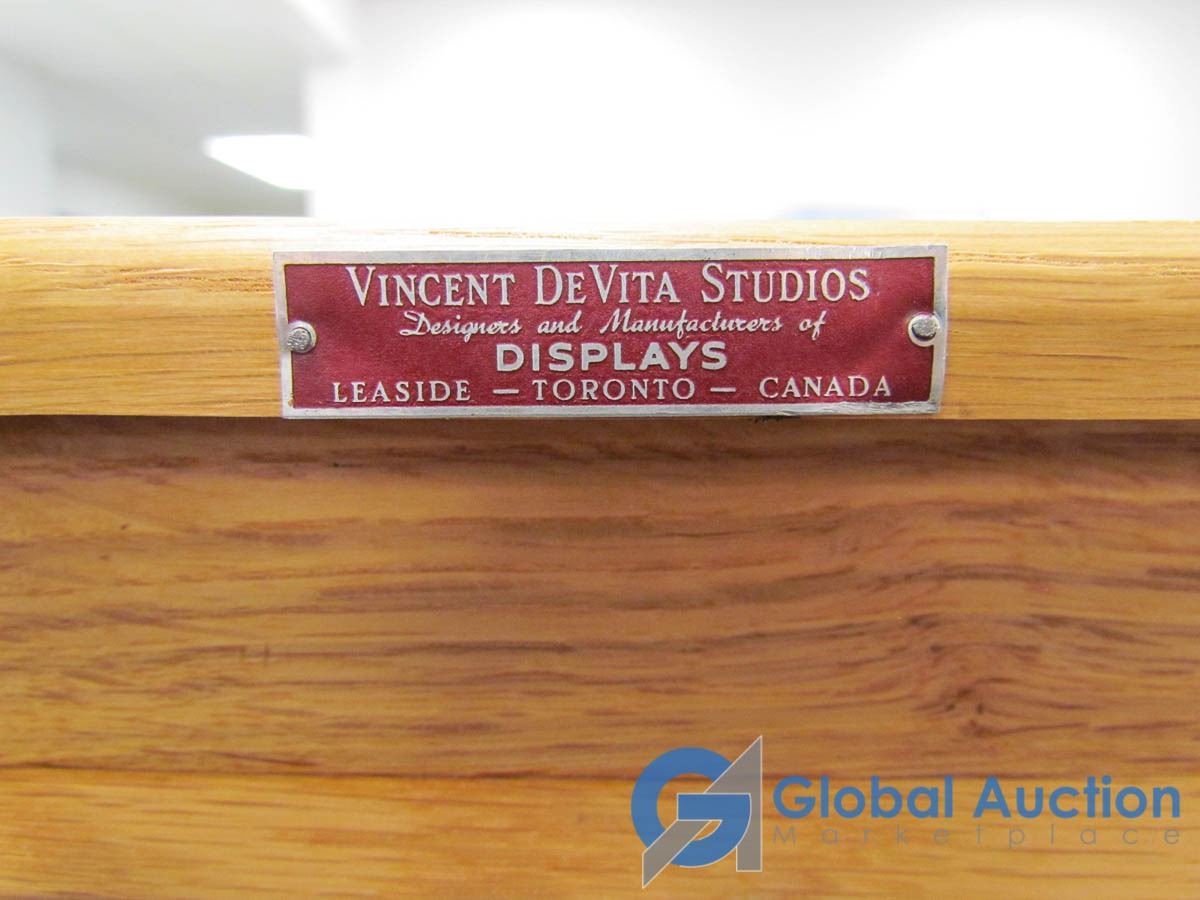 VINCENT DEVITA STUDIOS
Designers and Manufacturers of
DISPLAYS
LEASIDE — TORONTO — CANADA
Global Auction
Marketplace